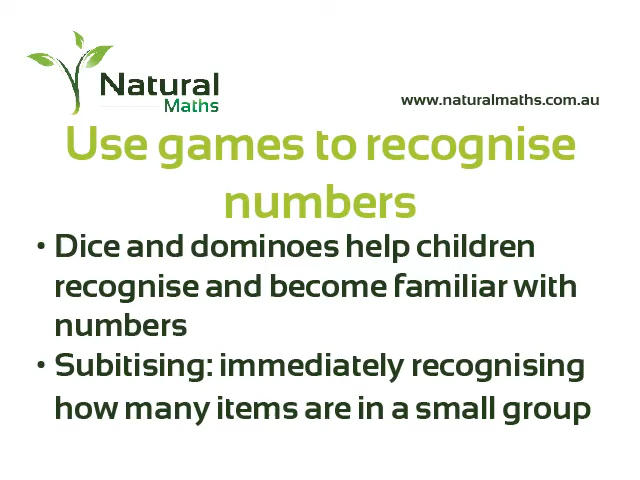 Natural
Maths
www.naturalmaths.com.au
Use games to recognise
numbers
• Dice and dominoes help children
recognise and become familiar with
numbers
• Subitising: immediately recognising
how many items are in a small group